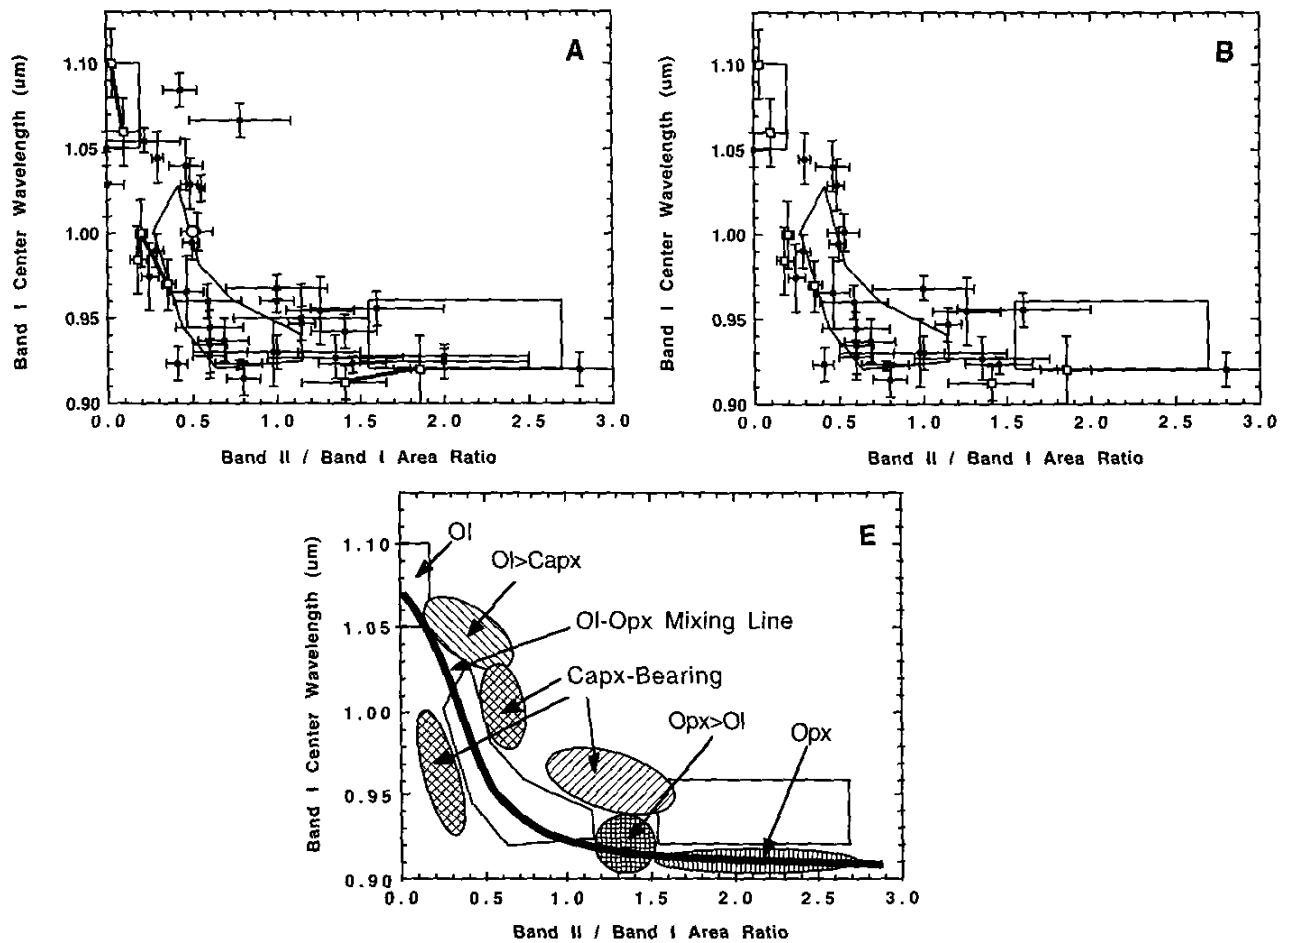 A
B
1.10
1.05
1.00
0.95
0.90
1.10
1.05
1.00
0.95
0.90
Band I Center Wavelength (um)
Band I Center Wavelength (um)
0.0 0.5 1.0 1.5 2.0 2.5 3.0
0.0 0.5 1.0 1.5 2.0 2.5 3.0
Band II / Band I Area Ratio
Band II / Band I Area Ratio
E
Ol
Ol>Capx
Ol-Opx Mixing Line
Capx-Bearing
Opx>Ol
Opx
1.10
1.05
1.00
0.95
0.90
Band I Center Wavelength (um)
0.0 0.5 1.0 1.5 2.0 2.5 3.0
Band II / Band I Area Ratio